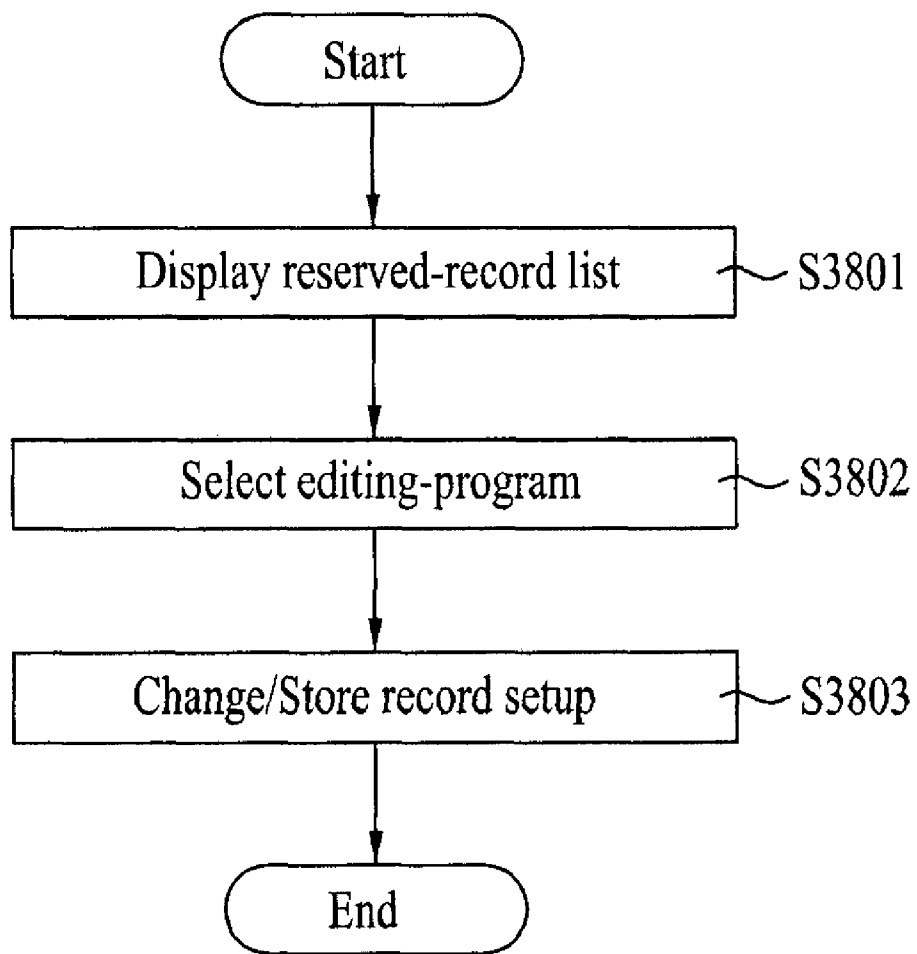 Start
Display reserved-record list S3801
Select editing-program S3802
Change/Store record setup S3803
End